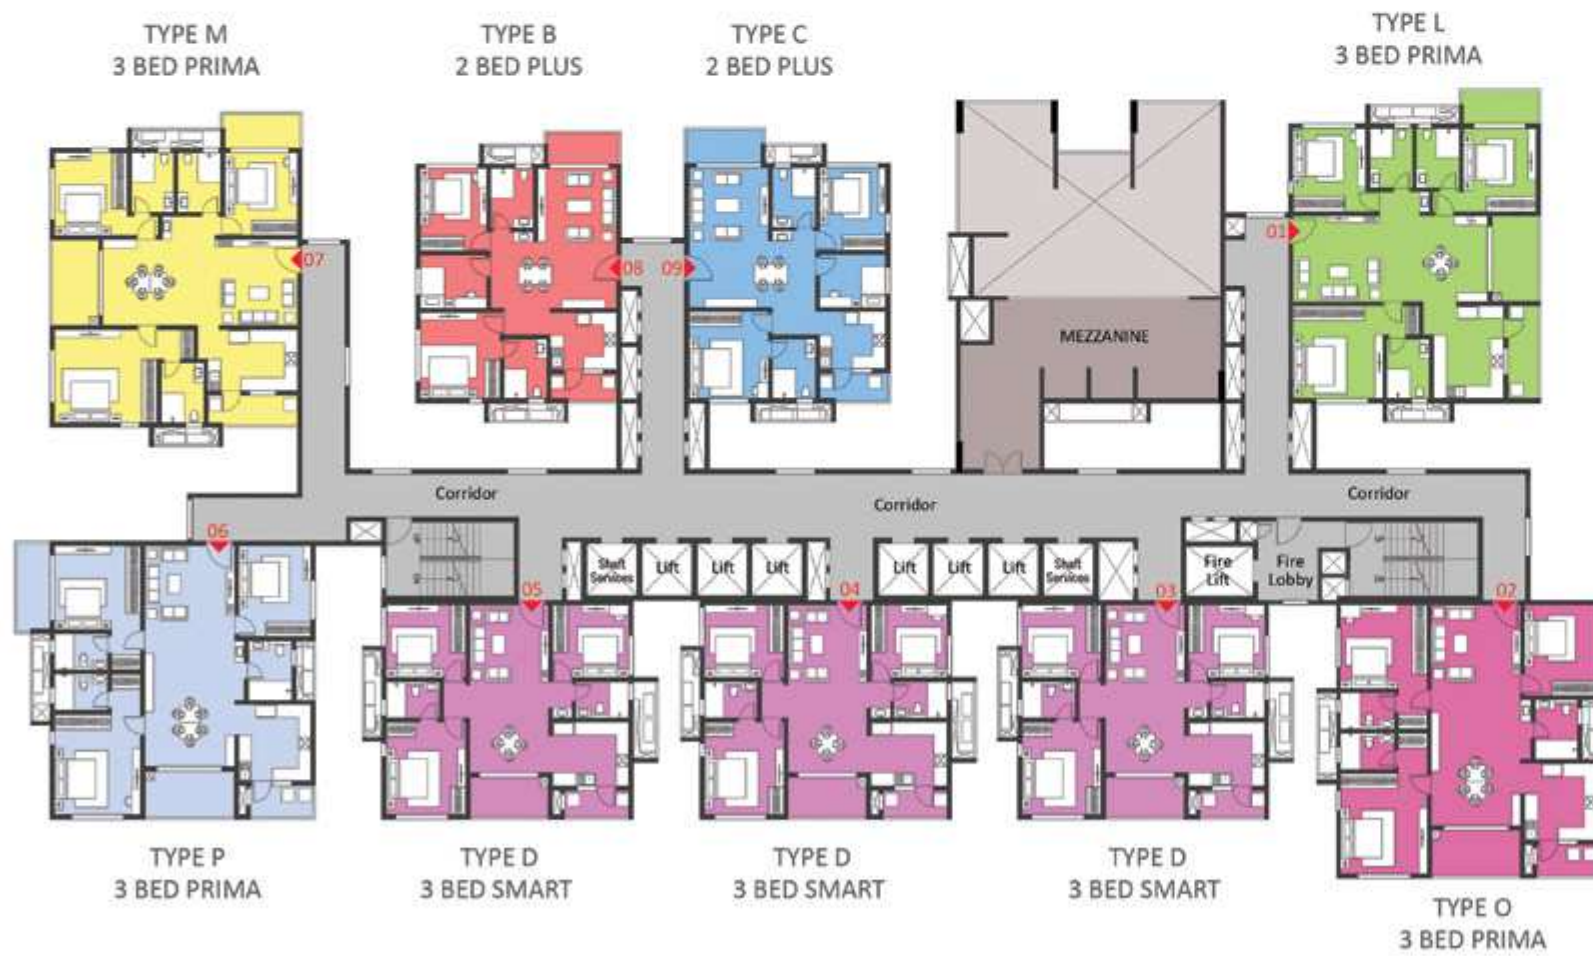 TYPE M
3 BED PRIMA
TYPE B
2 BED PLUS
TYPE C
2 BED PLUS
TYPE L
3 BED PRIMA
01
07
08
09
MEZZANINE
Corridor
Corridor
Corridor
06
05
Shaft
Services
Lift
Lift
Lift
04
Lift
Lift
Lift
Shaft
Services
03
Fire
Lift
Fire
Lobby
02
TYPE P
3 BED PRIMA
TYPE D
3 BED SMART
TYPE D
3 BED SMART
TYPE D
3 BED SMART
TYPE O
3 BED PRIMA